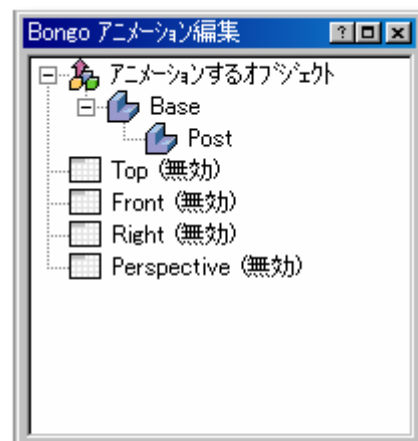 Bongo アニメーション編集
アニメーションするオブジェクト
Base
Post
Top (無効)
Front (無効)
Right (無効)
Perspective (無効)